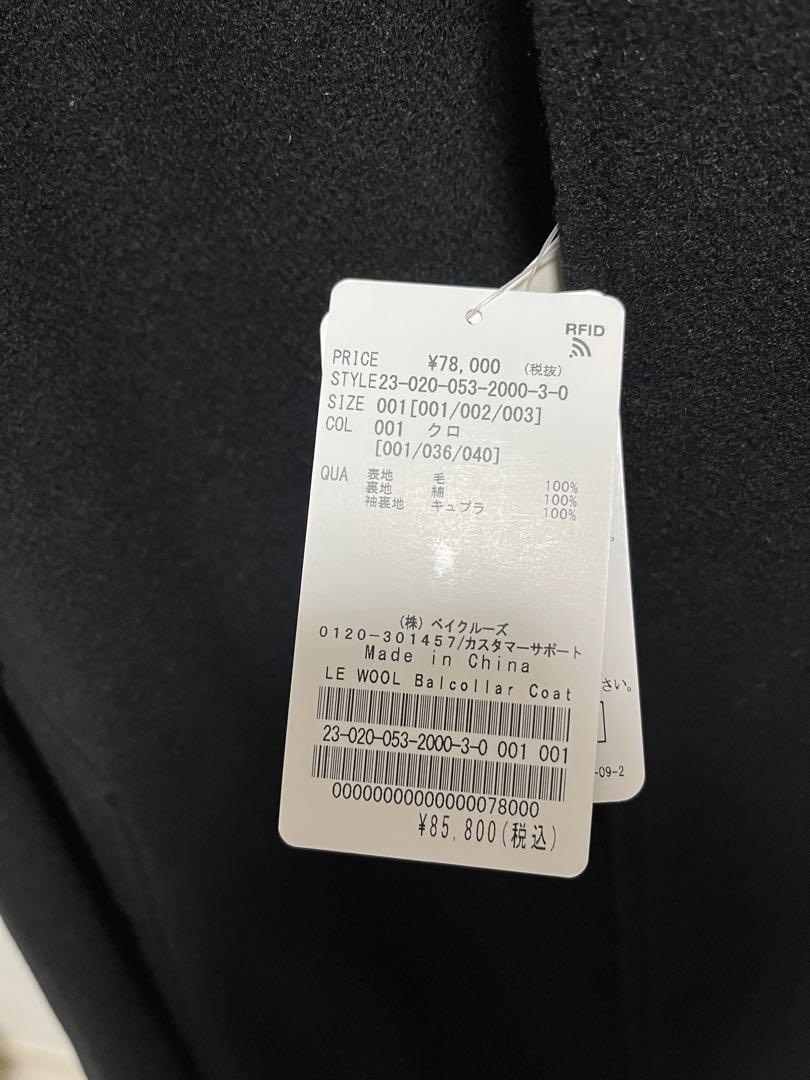 RFID
PRICE ¥78,000 (税抜)
STYLE23-020-053-2000-3-0
SIZE 001[001/002/003]
COL 001 クロ
[001/036/040]
QUA 表地 毛 100%
裏地 綿 100%
袖裏地 キュプラ 100%
(株) ベイクルーズ
0120-301457/カスタマーサポート
Made in China
LE WOOL Balcollar Coat
23-020-053-2000-3-0 001 001
00000000000000078000
¥85,800(税込)
。
さい。
-09-2